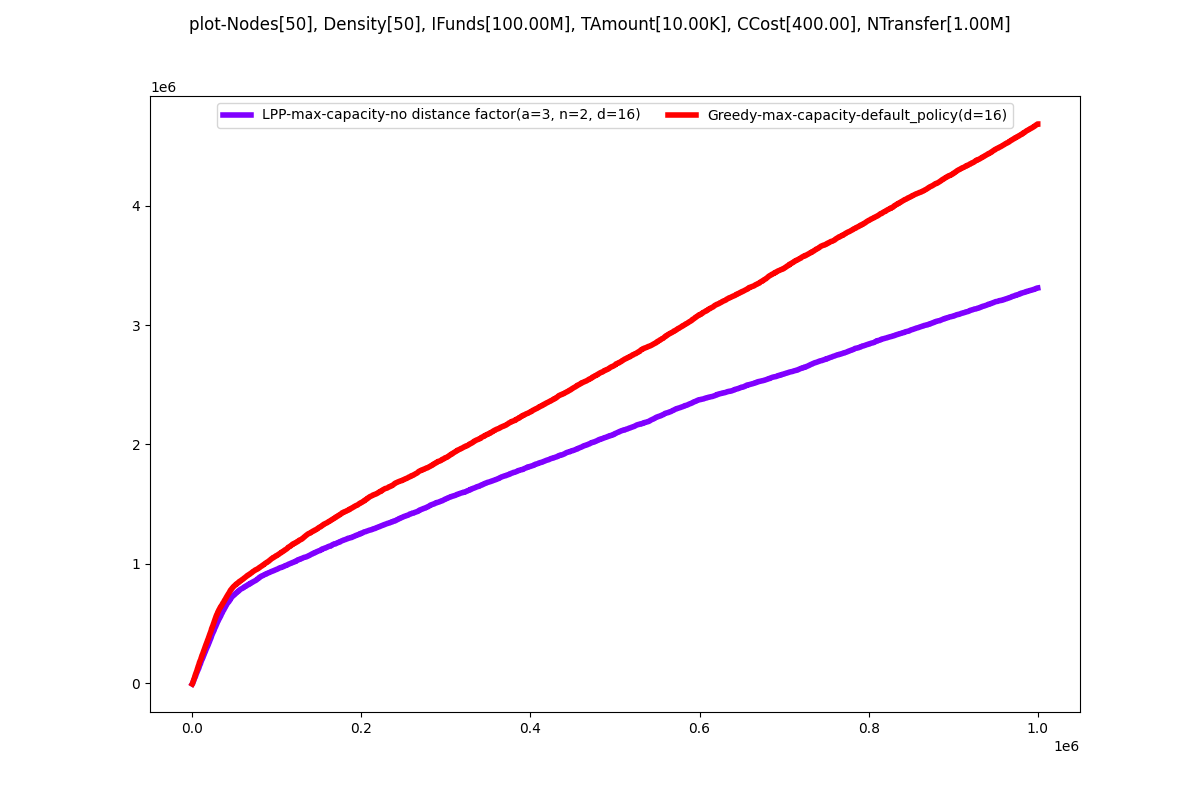 plot-Nodes[50], Density[50], IFunds[100.00M], TAmount[10.00K], CCost[400.00], NTransfer[1.00M]
1e6
LPP-max-capacity-no distance factor(a=3, n=2, d=16) Greedy-max-capacity-default_policy(d=16)
4
3
2
1
0
0.0 0.2 0.4 0.6 0.8 1.0
1e6